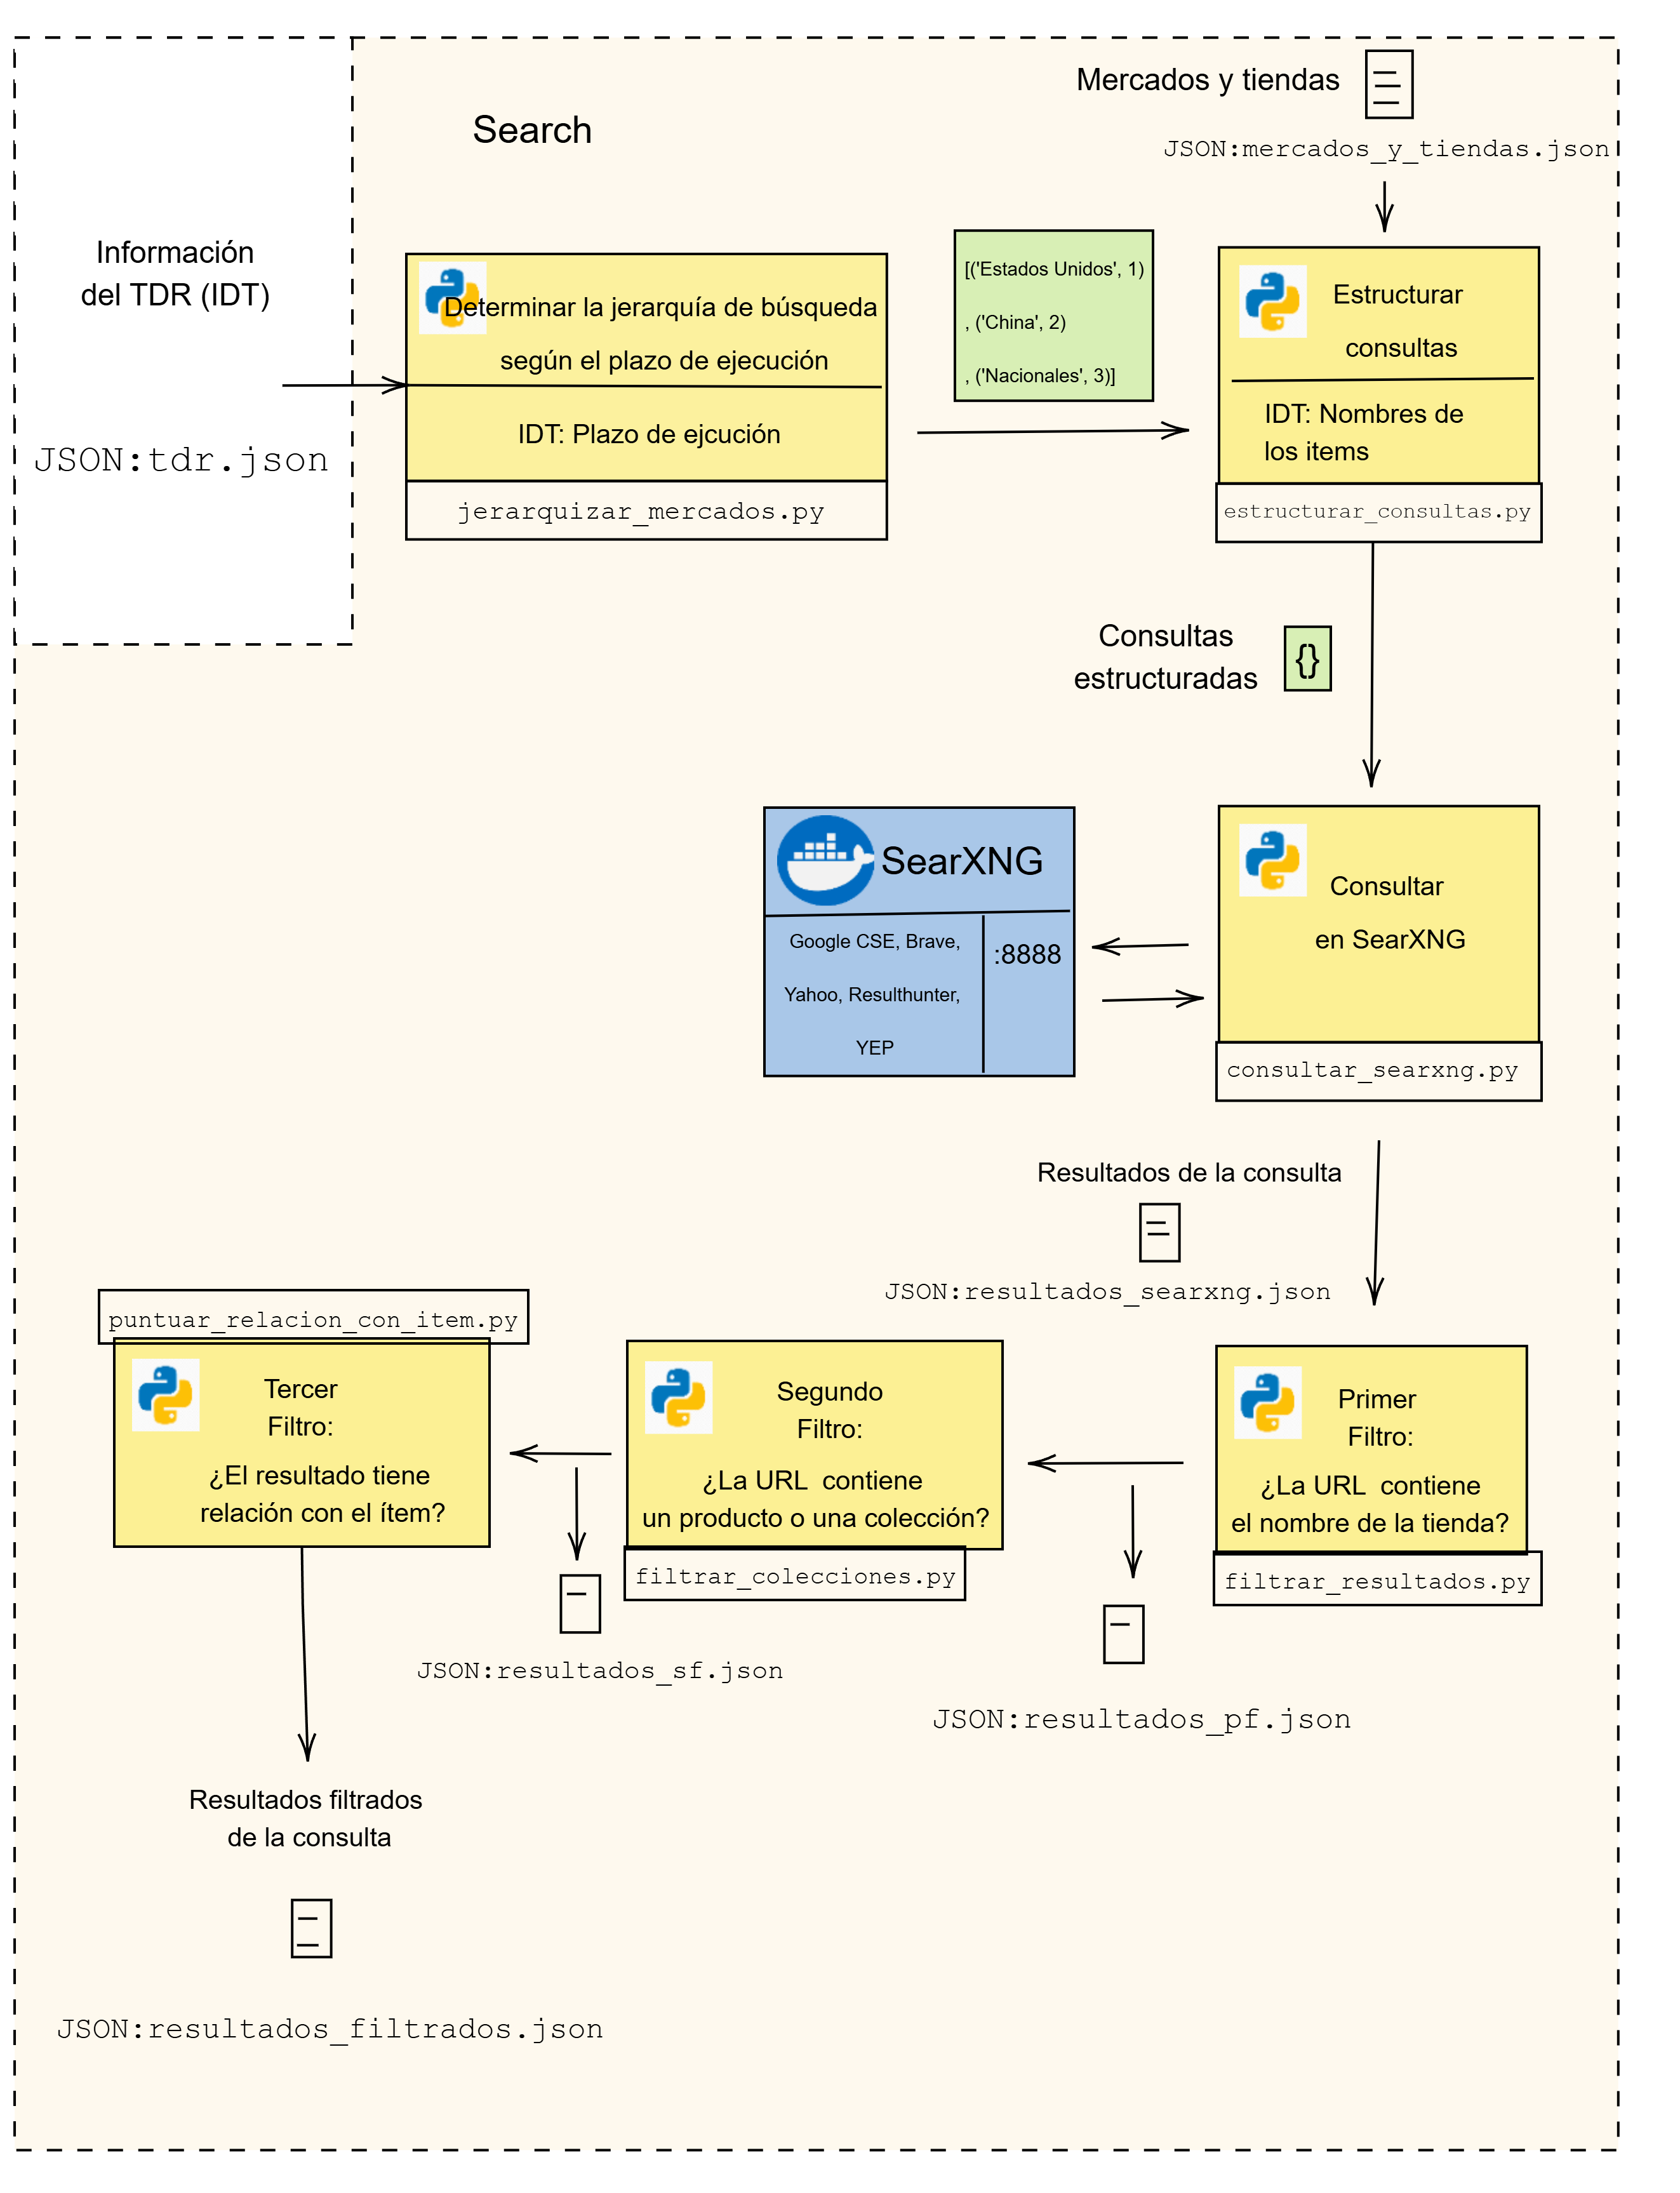 Mercados y tiendas
JSON:mercados_y_tiendas.json
Search
Información
del TDR (IDT)
JSON:tdr.json
Determinar la jerarquía de búsqueda
según el plazo de ejecución
IDT: Plazo de ejcución
jerarquizar_mercados.py
[('Estados Unidos', 1)
, ('China', 2)
, ('Nacionales', 3)]
Estructurar
consultas
IDT: Nombres de
los items
estructurar_consultas.py
Consultas
estructuradas
{}
SearXNG
Google CSE, Brave,
Yahoo, Resulthunter,
YEP
:8888
Consultar
en SearXNG
consultar_searxng.py
Resultados de la consulta
JSON:resultados_searxng.json
Primer
Filtro:
¿La URL  contiene
el nombre de la tienda?
filtrar_resultados.py
JSON:resultados_pf.json
Segundo
Filtro:
¿La URL  contiene
un producto o una colección?
filtrar_colecciones.py
JSON:resultados_sf.json
puntuar_relacion_con_item.py
Tercer
Filtro:
¿El resultado tiene
relación con el ítem?
Resultados filtrados
de la consulta
JSON:resultados_filtrados.json